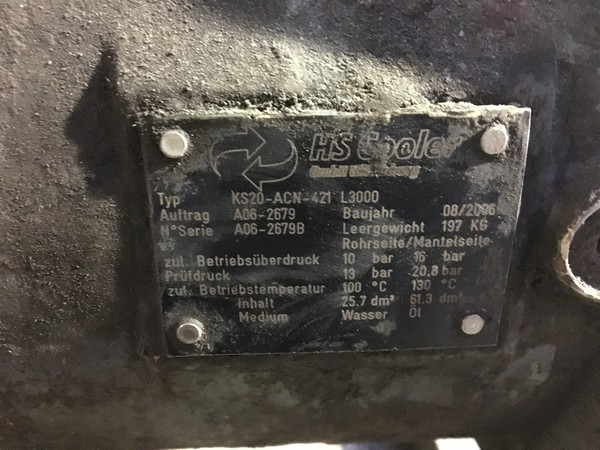 HS Cooler
GmbH
Typ KS20-ACN-421 L3000
Auftrag A06-2679 Baujahr 08/2006
N°Serie A06-2679B Leergewicht 197 KG
Rohrseite/Mantelseite
zul. Betriebsüberdruck 10 bar 16 bar
Prüfdruck 13 bar 20.8 bar
zul. Betriebstemperatur 100 °C 130 °C
Inhalt 25.7 dm³ 61.3 dm³
Medium Wasser Öl